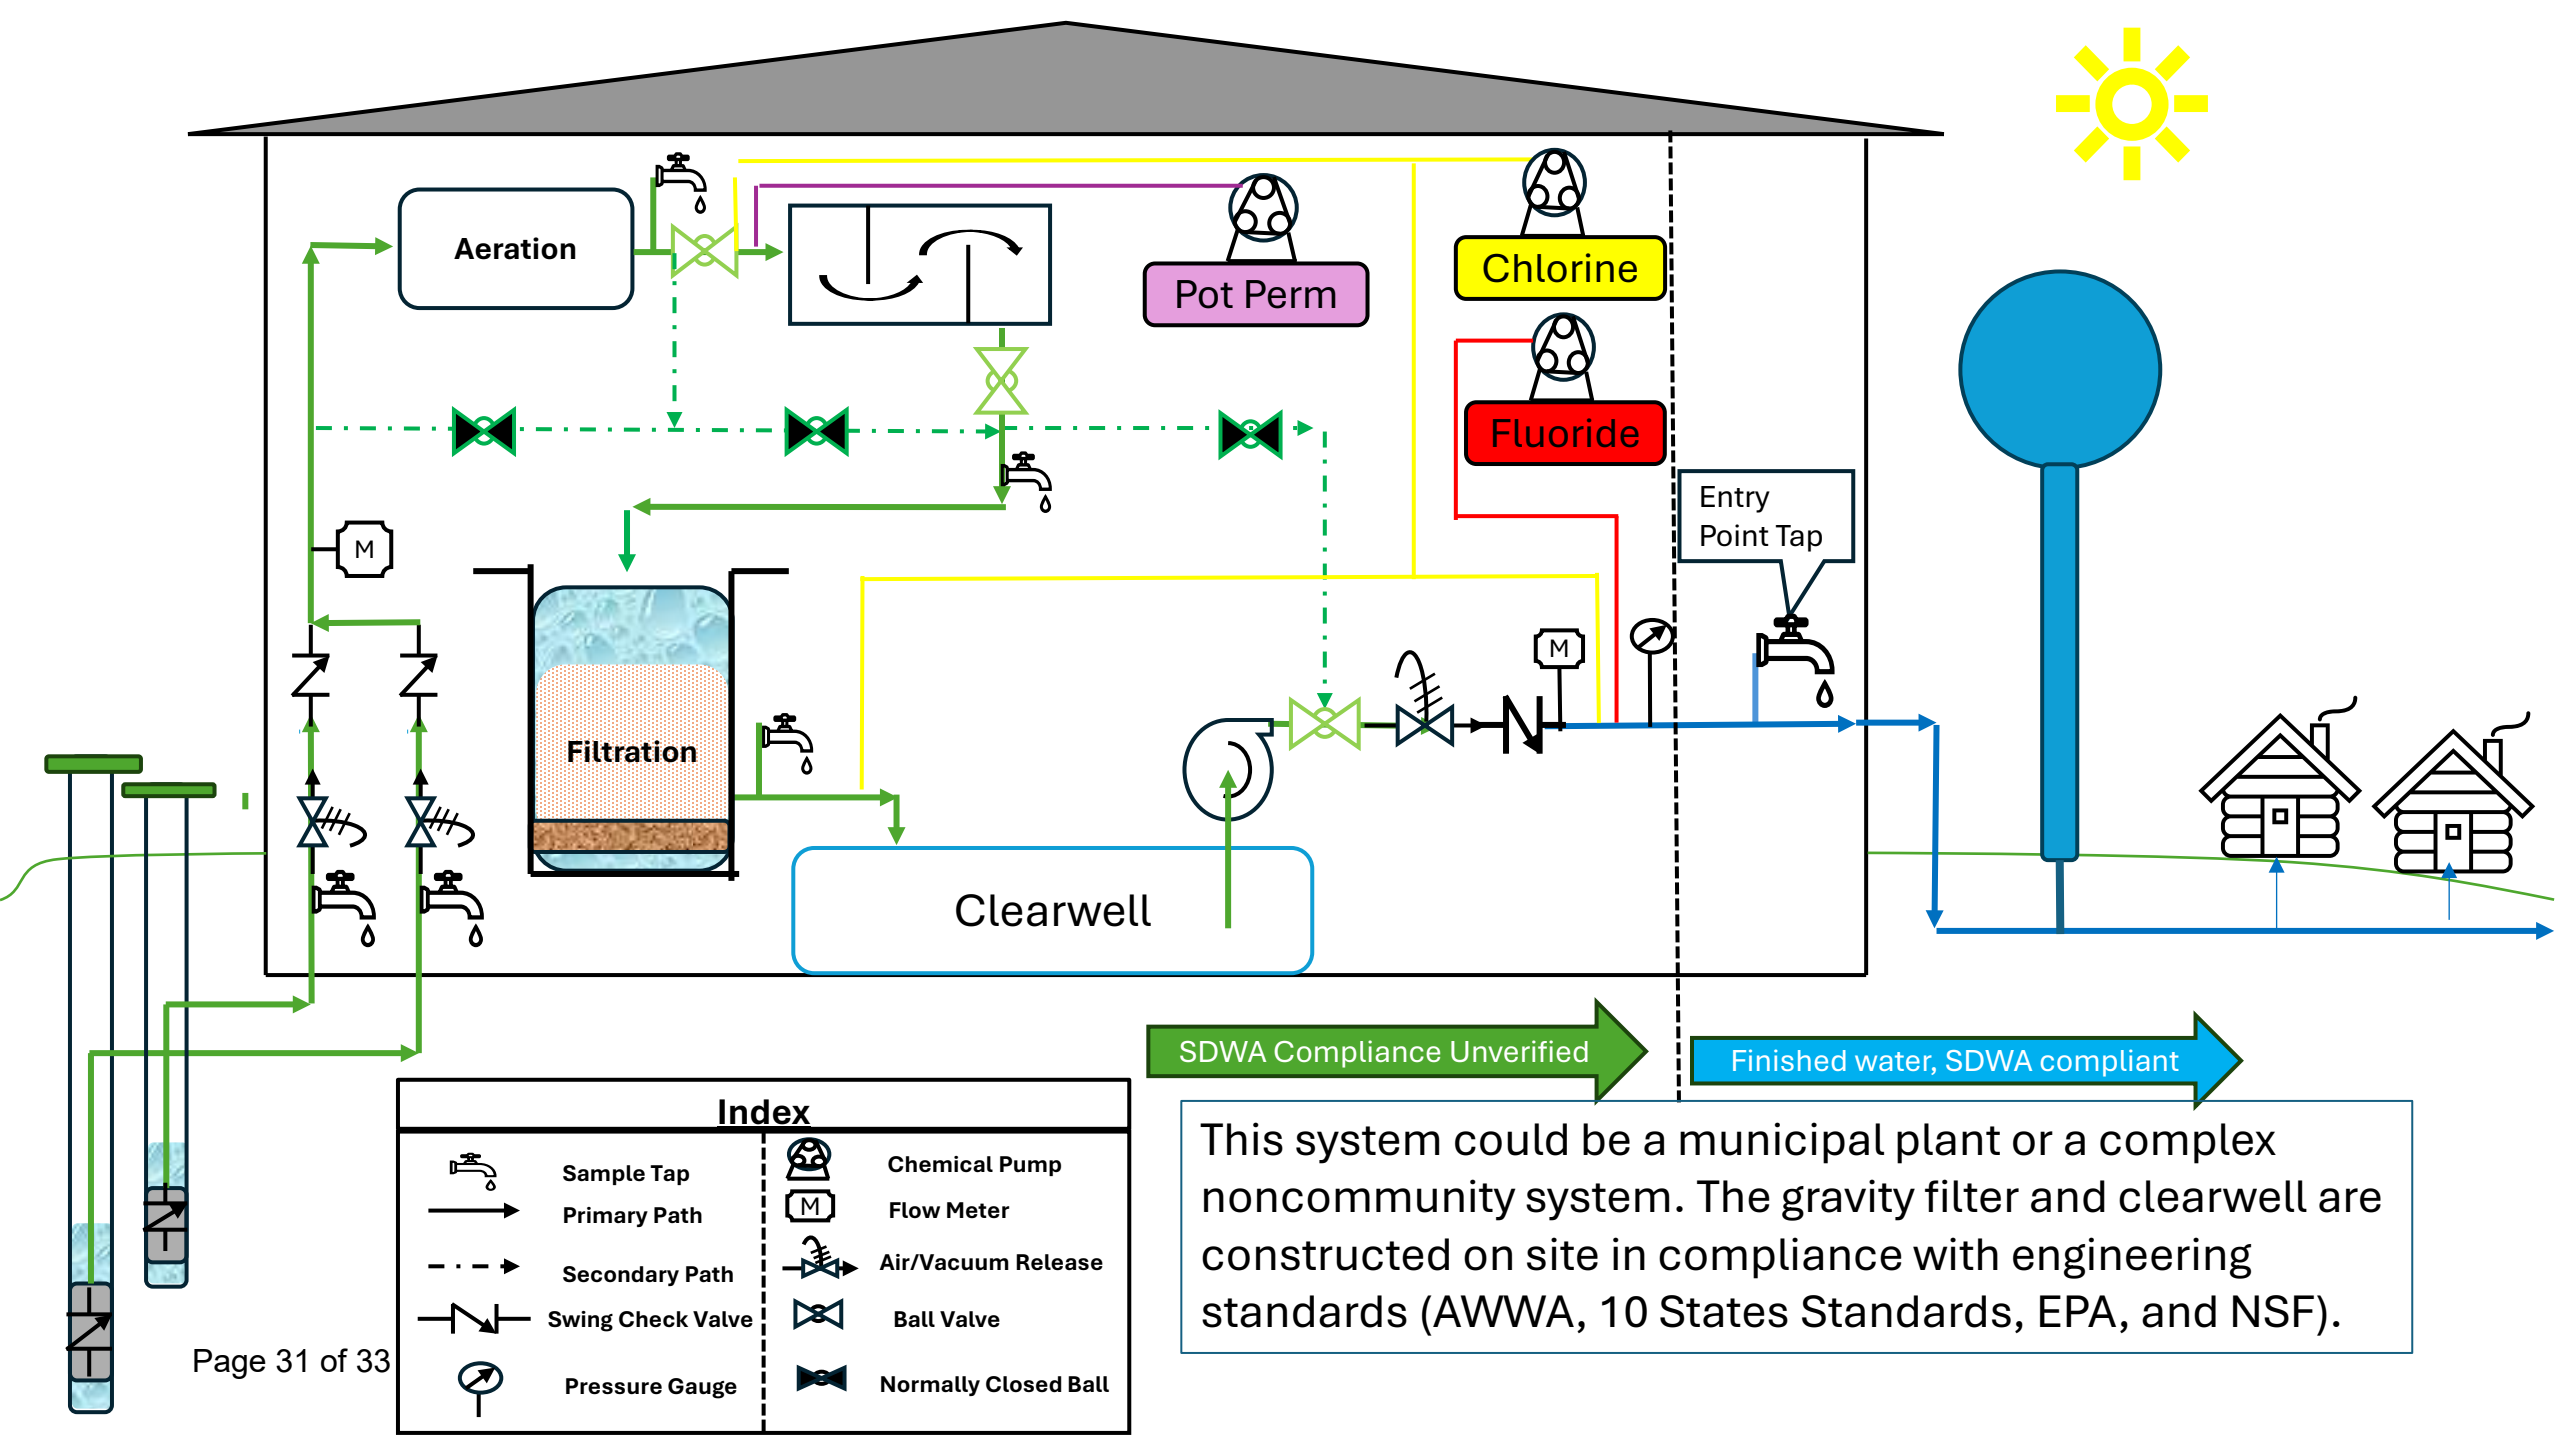 Aeration
Pot Perm
Chlorine
Fluoride
Entry
Point Tap
M
M
Filtration
Clearwell
SDWA Compliance Unverified
Finished water, SDWA compliant
Index
Sample Tap
Primary Path
Secondary Path
Swing Check Valve
Pressure Gauge
Chemical Pump
M
Flow Meter
Air/Vacuum Release
Ball Valve
Normally Closed Ball
This system could be a municipal plant or a complex
noncommunity system. The gravity filter and clearwell are
constructed on site in compliance with engineering
standards (AWWA, 10 States Standards, EPA, and NSF).
Page 31 of 33